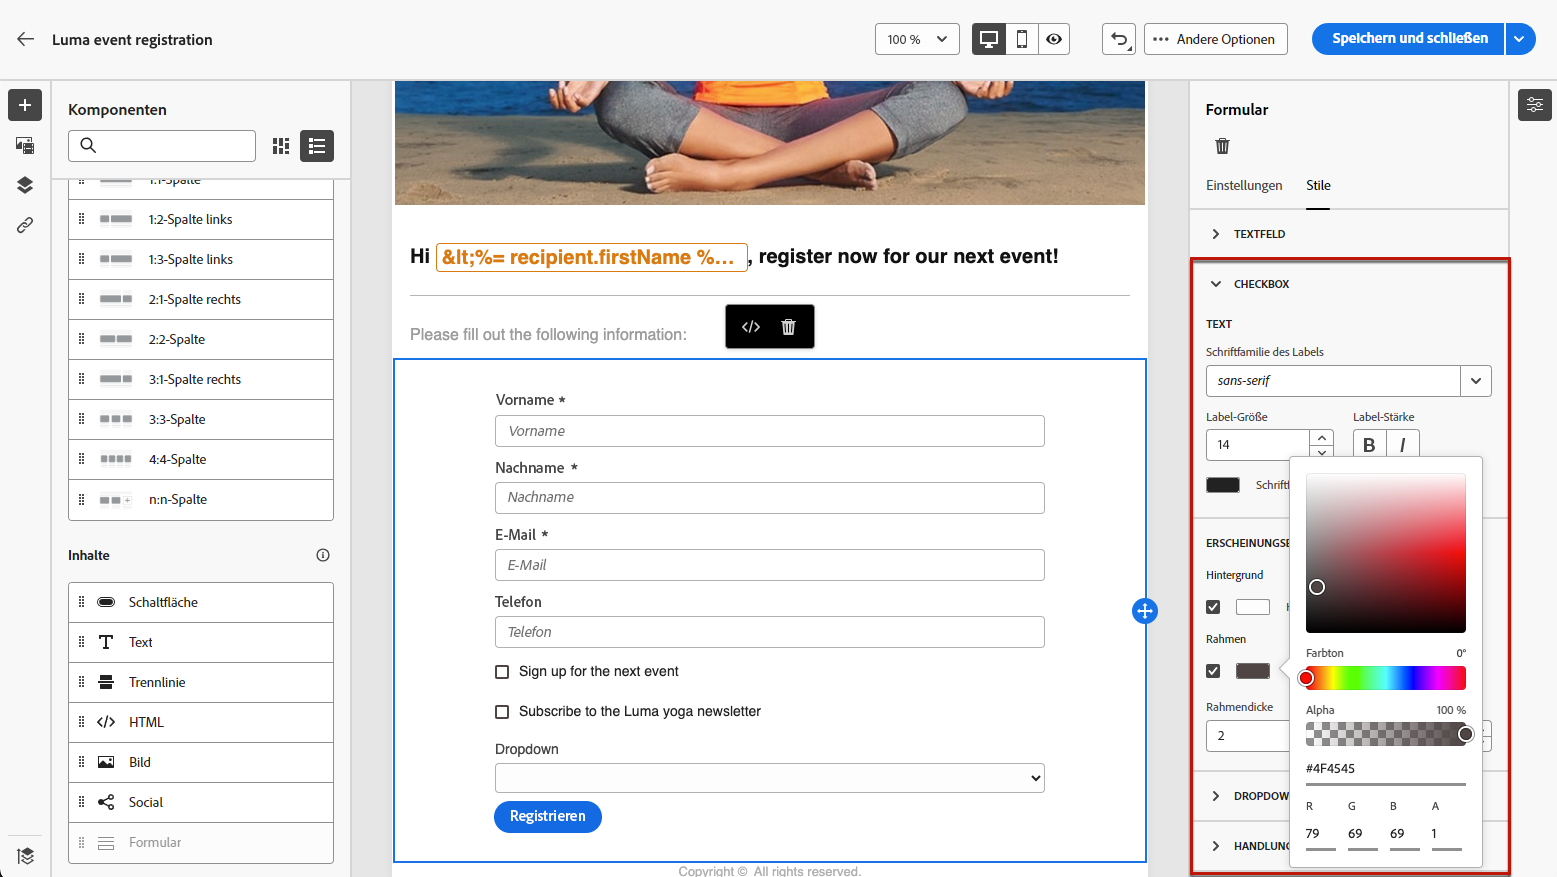 Luma event registration
100 %
Andere Optionen
Speichern und schließen
Komponenten
1:1-Spalte
1:2-Spalte links
1:3-Spalte links
2:1-Spalte rechts
2:2-Spalte
3:1-Spalte rechts
3:3-Spalte
4:4-Spalte
n:n-Spalte
Inhalte
Schaltfläche
Text
Trennlinie
HTML
Bild
Social
Formular
Hi &lt;%= recipient.firstName %... , register now for our next event!
Please fill out the following information:
Vorname *
Vorname
Nachname *
Nachname
E-Mail *
E-Mail
Telefon
Telefon
Sign up for the next event
Subscribe to the Luma yoga newsletter
Dropdown
Registrieren
Copyright © All rights reserved.
Formular
Einstellungen
Stile
TEXTFELD
CHECKBOX
TEXT
Schriftfamilie des Labels
sans-serif
Label-Größe
Label-Stärke
14
B I
Schriftf
ERSCHEINUNGSB
Hintergrund
Rahmen
Rahmendicke
2
DROPDOW
HANDLUNG
Farbton 0°
Alpha 100 %
#4F4545
R G B A
79 69 69 1